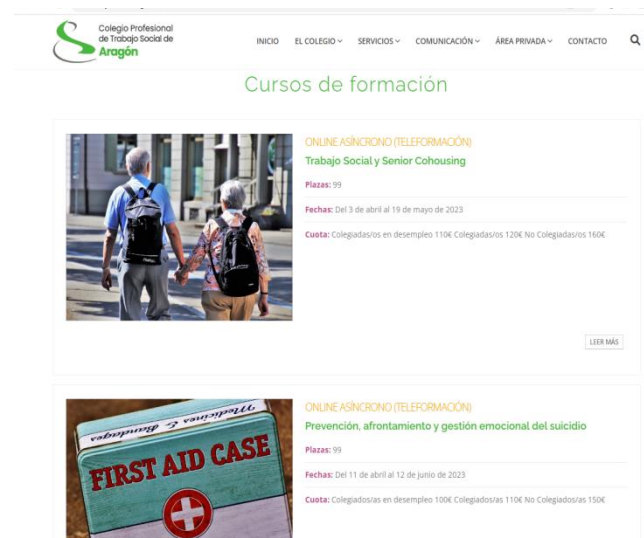 Colegio Profesional
de Trabajo Social de
Aragón
INICIO EL COLEGIO SERVICIOS COMUNICACIÓN ÁREA PRIVADA CONTACTO
Cursos de formación
ONLINE ASÍNCRONO (TELEFORMACIÓN)
Trabajo Social y Senior Cohousing
Plazas: 99
Fechas: Del 3 de abril al 19 de mayo de 2023
Cuota: Colegiadas/os en desempleo 110€ Colegiadas/os 120€ No Colegiadas/os 160€
LEER MÁS
Medicines &
Bandages
FIRST AID CASE
ONLINE ASÍNCRONO (TELEFORMACIÓN)
Prevención, afrontamiento y gestión emocional del suicidio
Plazas: 99
Fechas: Del 11 de abril al 12 de junio de 2023
Cuota: Colegiados/as en desempleo 100€ Colegiados/as 110€ No Colegiados/as 150€